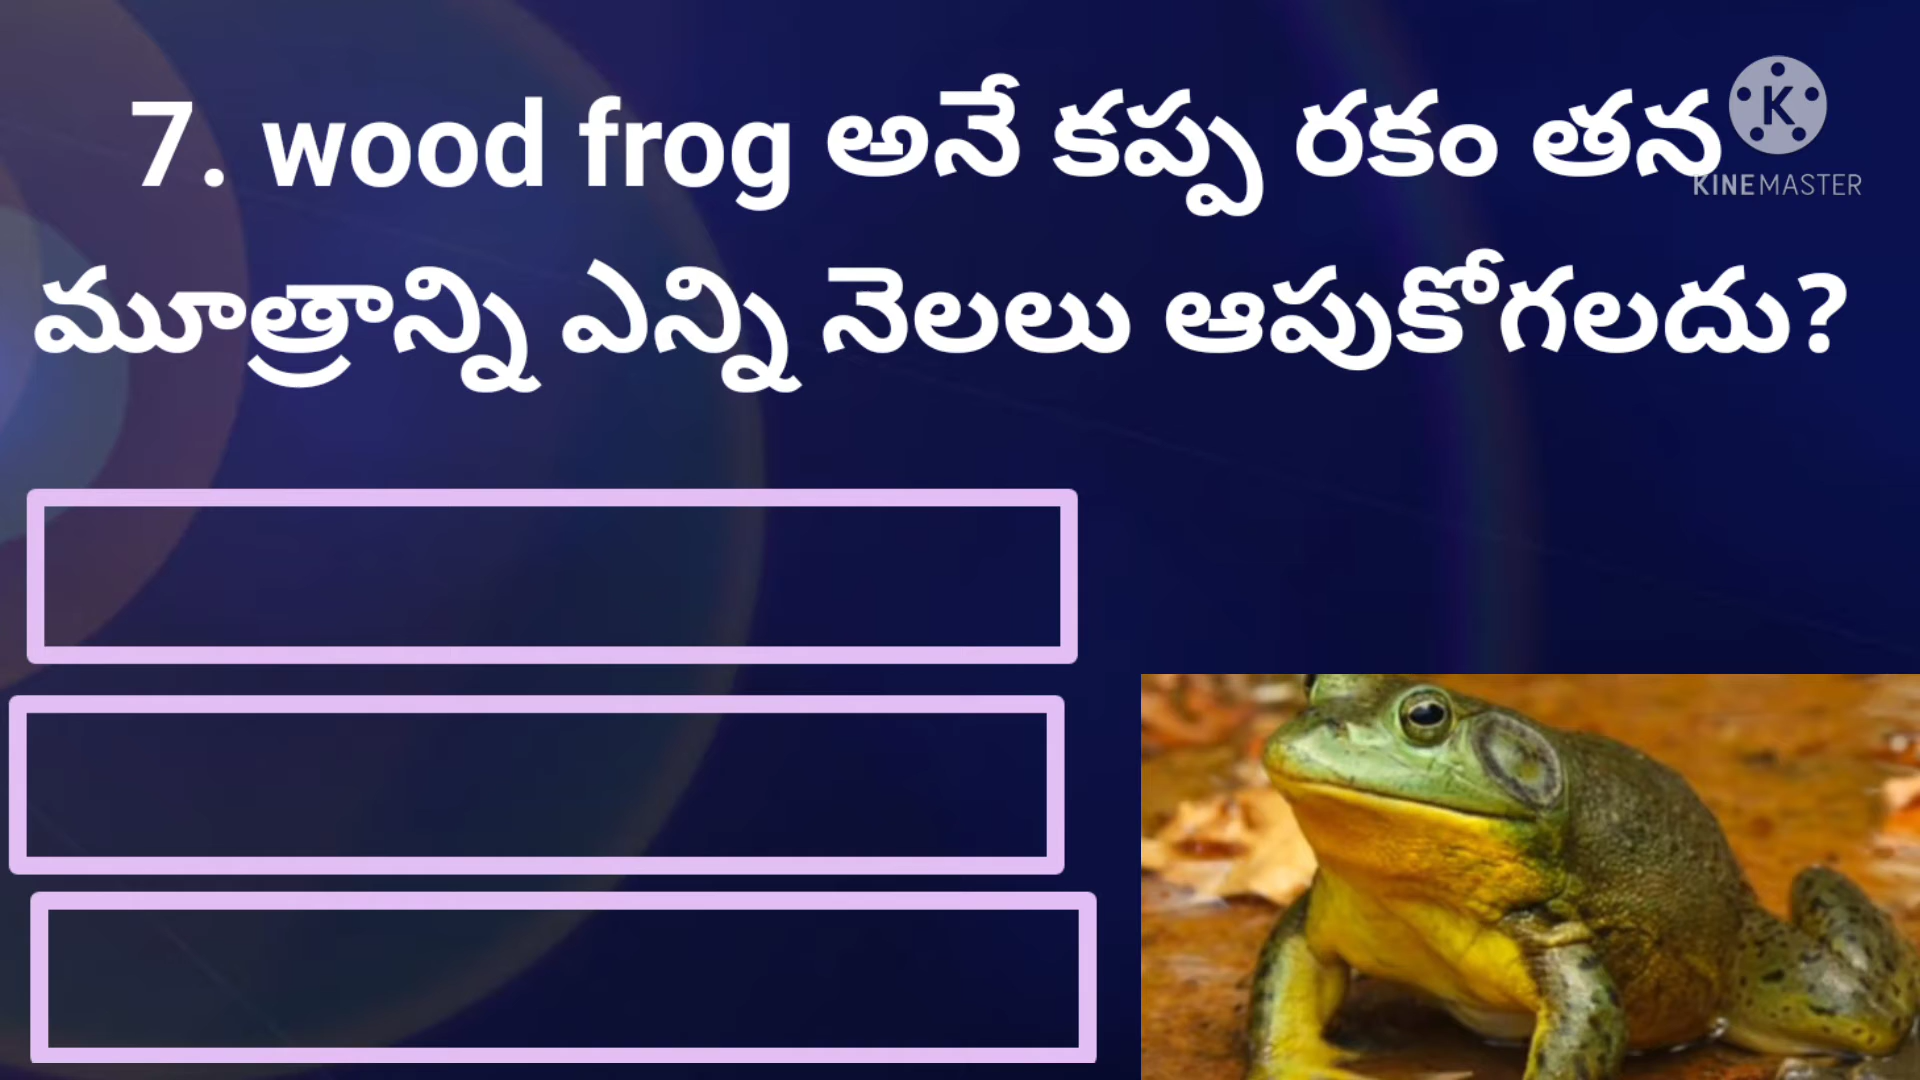 7. wood frog అనే కప్ప రకం తన
మూత్రాన్ని ఎన్ని నెలలు ఆపుకోగలదు?
K
KINEMASTER